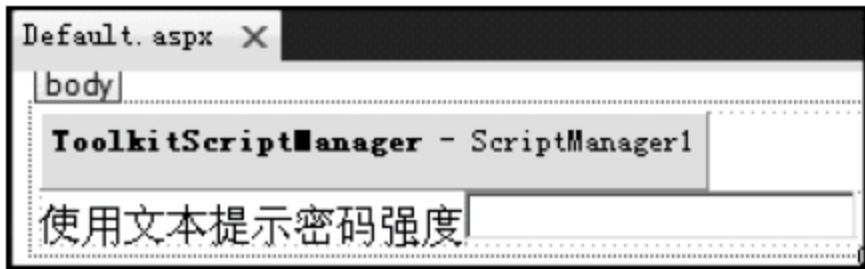 Default.aspx ×
body
ToolkitScriptManager - ScriptManager1
使用文本提示密码强度